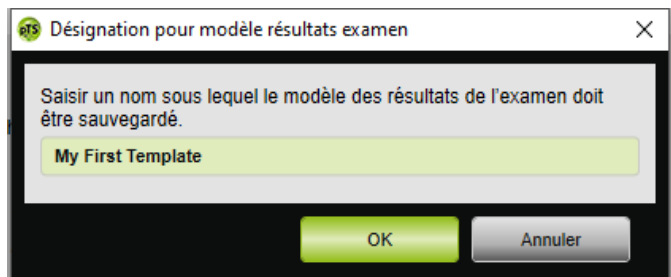 pTS Désignation pour modèle résultats examen
Saisir un nom sous lequel le modèle des résultats de l'examen doit
être sauvegardé.
My First Template
OK Annuler